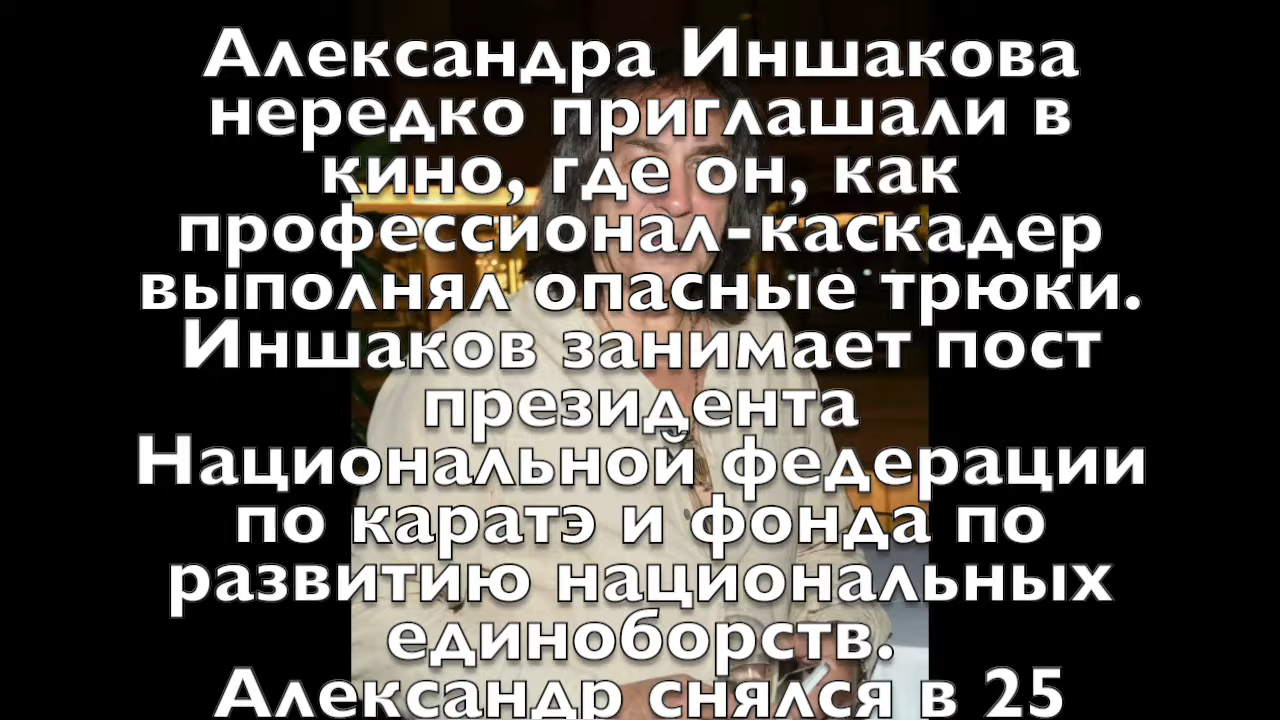 Александра Иншакова
нередко приглашали в
кино, где он, как
профессионал-каскадер
выполнял опасные трюки.
Иншаков занимает пост
президента
Национальной федерации
по каратэ и фонда по
развитию национальных
единоборств.
Александр снялся в 25